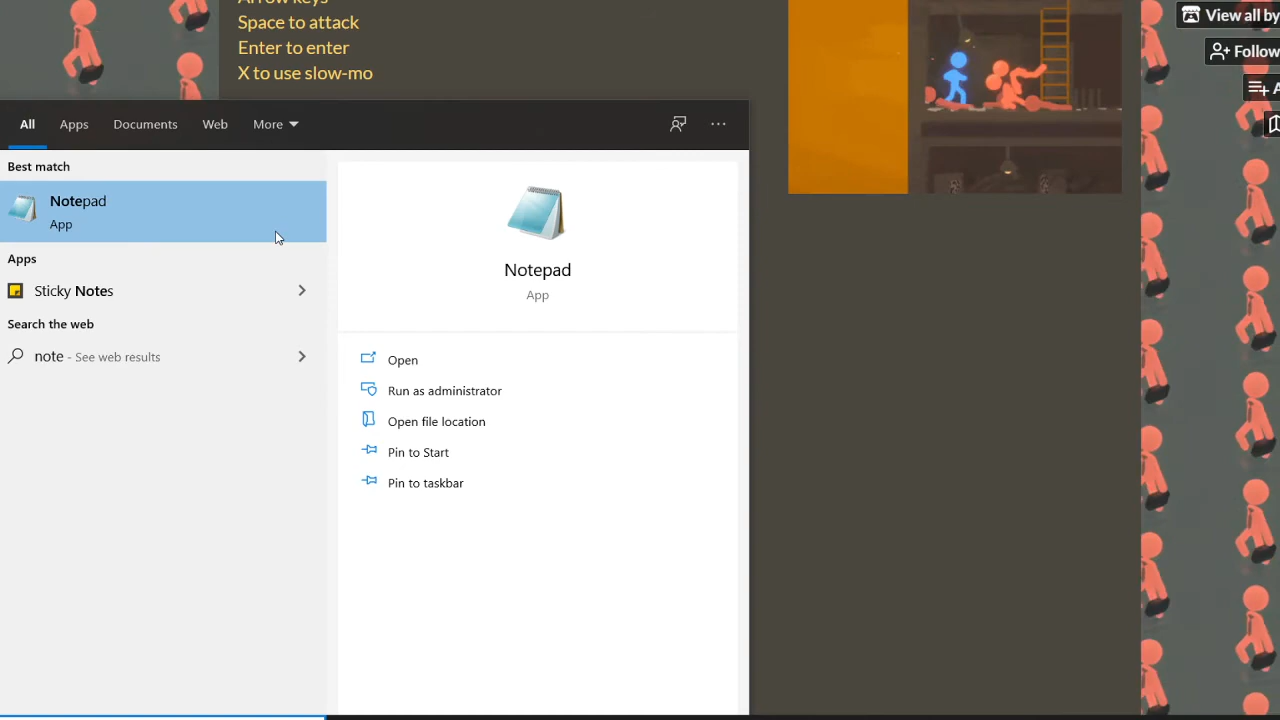 Arrow keys
Space to attack
Enter to enter
X to use slow-mo
View all by
Follow
A
All
Apps
Documents
Web
More
Best match
Notepad
App
Apps
Sticky Notes
Search the web
note - See web results
Notepad
App
Open
Run as administrator
Open file location
Pin to Start
Pin to taskbar